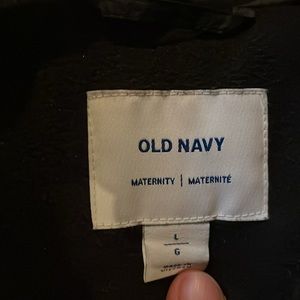 OLD NAVY
MATERNITY | MATERNITÉ
L
G